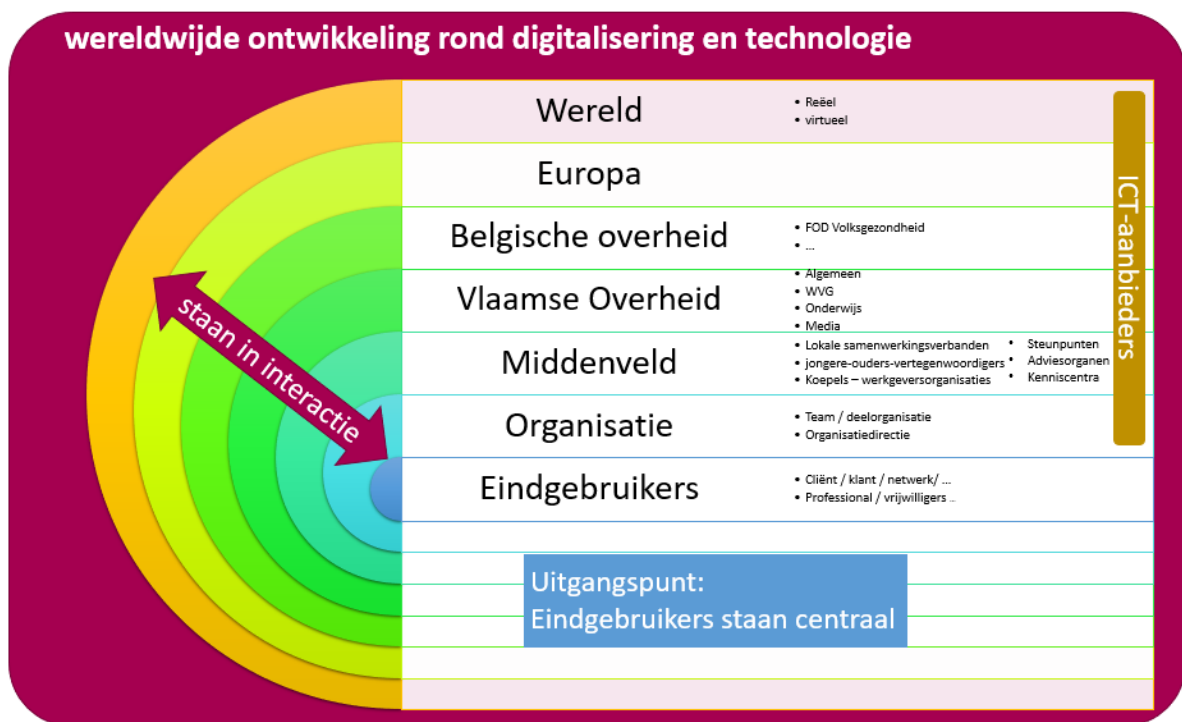 wereldwijde ontwikkeling rond digitalisering en technologie
Wereld
• Reëel
• virtueel
Europa
Belgische overheid
• FOD Volksgezondheid
• ...
Vlaamse Overheid
• Algemeen
• WVG
• Onderwijs
• Media
Middenveld
• Lokale samenwerkingsverbanden
• jongere-ouders-vertegenwoordigers
• Koepels – werkgeversorganisaties
• Steunpunten
• Adviesorganen
• Kenniscentra
Organisatie
• Team / deelorganisatie
• Organisatiedirectie
Eindgebruikers
• Cliënt / klant / netwerk/ ...
• Professional / vrijwilligers ...
ICT-aanbieders
staan in interactie
Uitgangspunt:
Eindgebruikers staan centraal